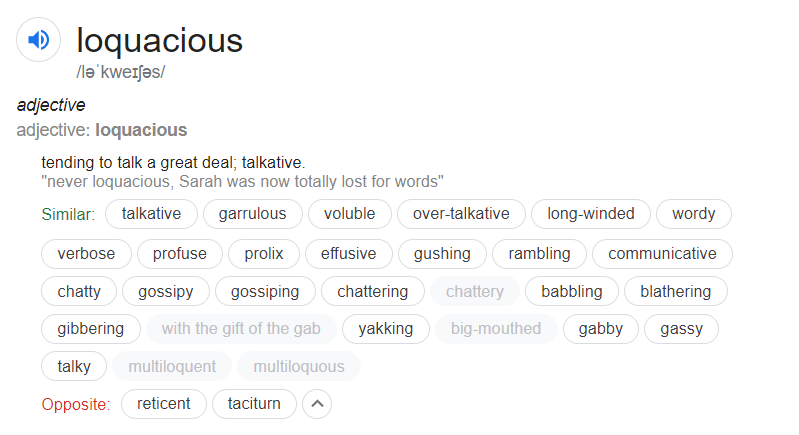 loquacious
/ləˈkweɪʃəs/
adjective
adjective: loquacious
tending to talk a great deal; talkative.
"never loquacious, Sarah was now totally lost for words"
Similar: talkative garrulous voluble over-talkative long-winded wordy
verbose profuse prolix effusive gushing rambling communicative
chatty gossipy gossiping chattering chattery babbling blathering
gibbering with the gift of the gab yakking big-mouthed gabby gassy
talky multiloquent multiloquous
Opposite: reticent taciturn